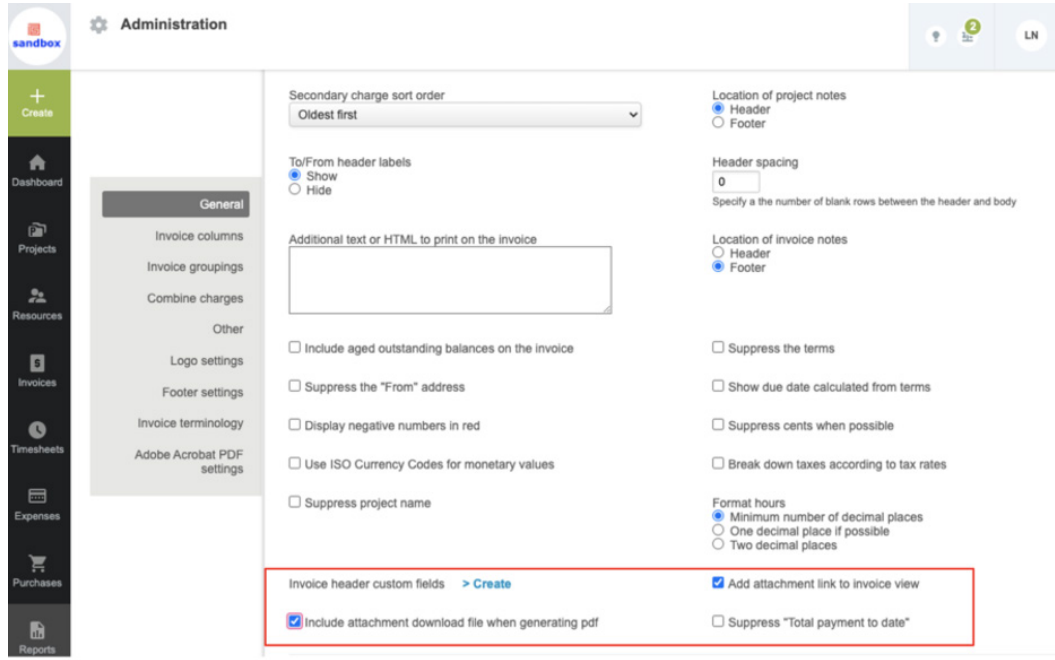 sandbox
Administration
2
LN
Create
Dashboard
Projects
Resources
Invoices
Timesheets
Expenses
Purchases
Reports
General
Invoice columns
Invoice groupings
Combine charges
Other
Logo settings
Footer settings
Invoice terminology
Adobe Acrobat PDF
settings
Secondary charge sort order
Oldest first
Location of project notes
Header
Footer
To/From header labels
Show
Hide
Header spacing
0
Specify a the number of blank rows between the header and body
Additional text or HTML to print on the invoice
Location of invoice notes
Header
Footer
Include aged outstanding balances on the invoice
Suppress the terms
Suppress the "From" address
Show due date calculated from terms
Display negative numbers in red
Suppress cents when possible
Use ISO Currency Codes for monetary values
Break down taxes according to tax rates
Suppress project name
Format hours
Minimum number of decimal places
One decimal place if possible
Two decimal places
Invoice header custom fields > Create
Add attachment link to invoice view
Include attachment download file when generating pdf
Suppress "Total payment to date"